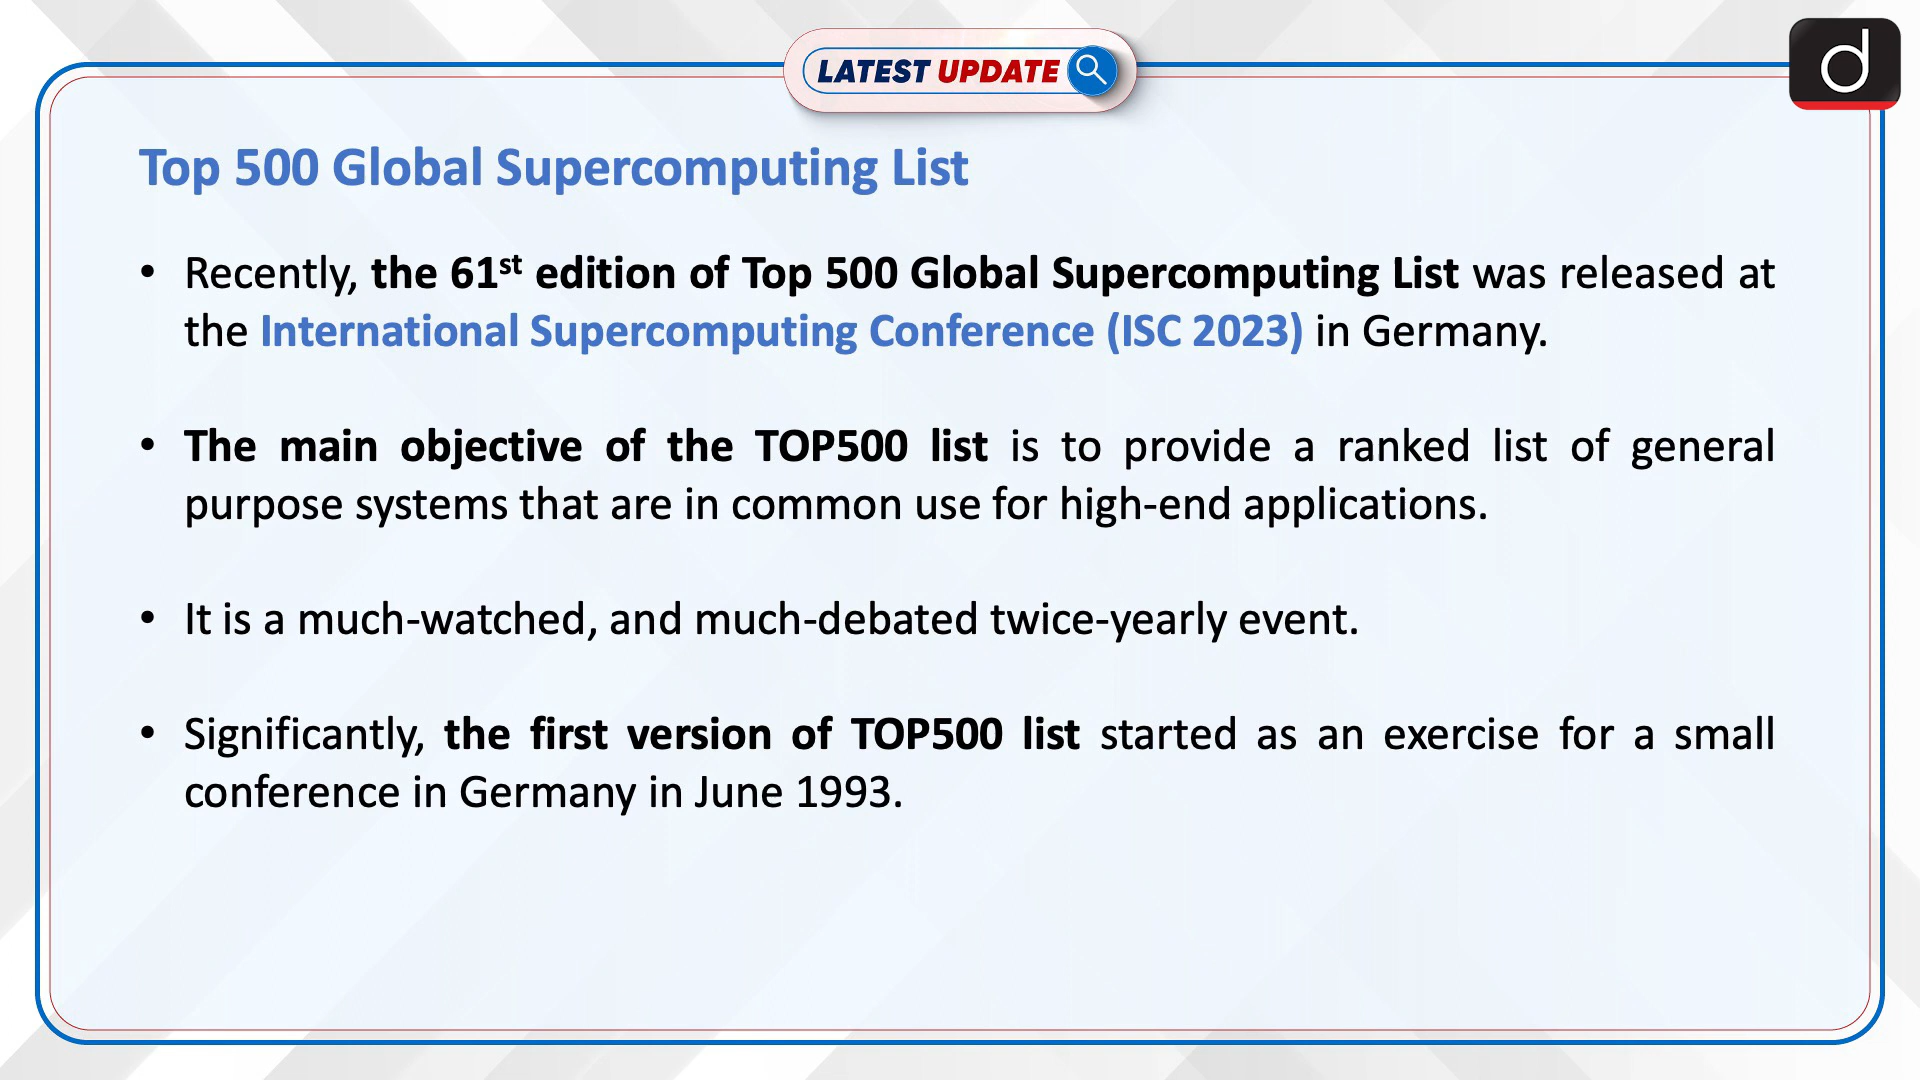 LATEST UPDATE
d
Top 500 Global Supercomputing List
• Recently, the 61st edition of Top 500 Global Supercomputing List was released at
the International Supercomputing Conference (ISC 2023) in Germany.
• The main objective of the TOP500 list is to provide a ranked list of general
purpose systems that are in common use for high-end applications.
• It is a much-watched, and much-debated twice-yearly event.
• Significantly, the first version of TOP500 list started as an exercise for a small
conference in Germany in June 1993.